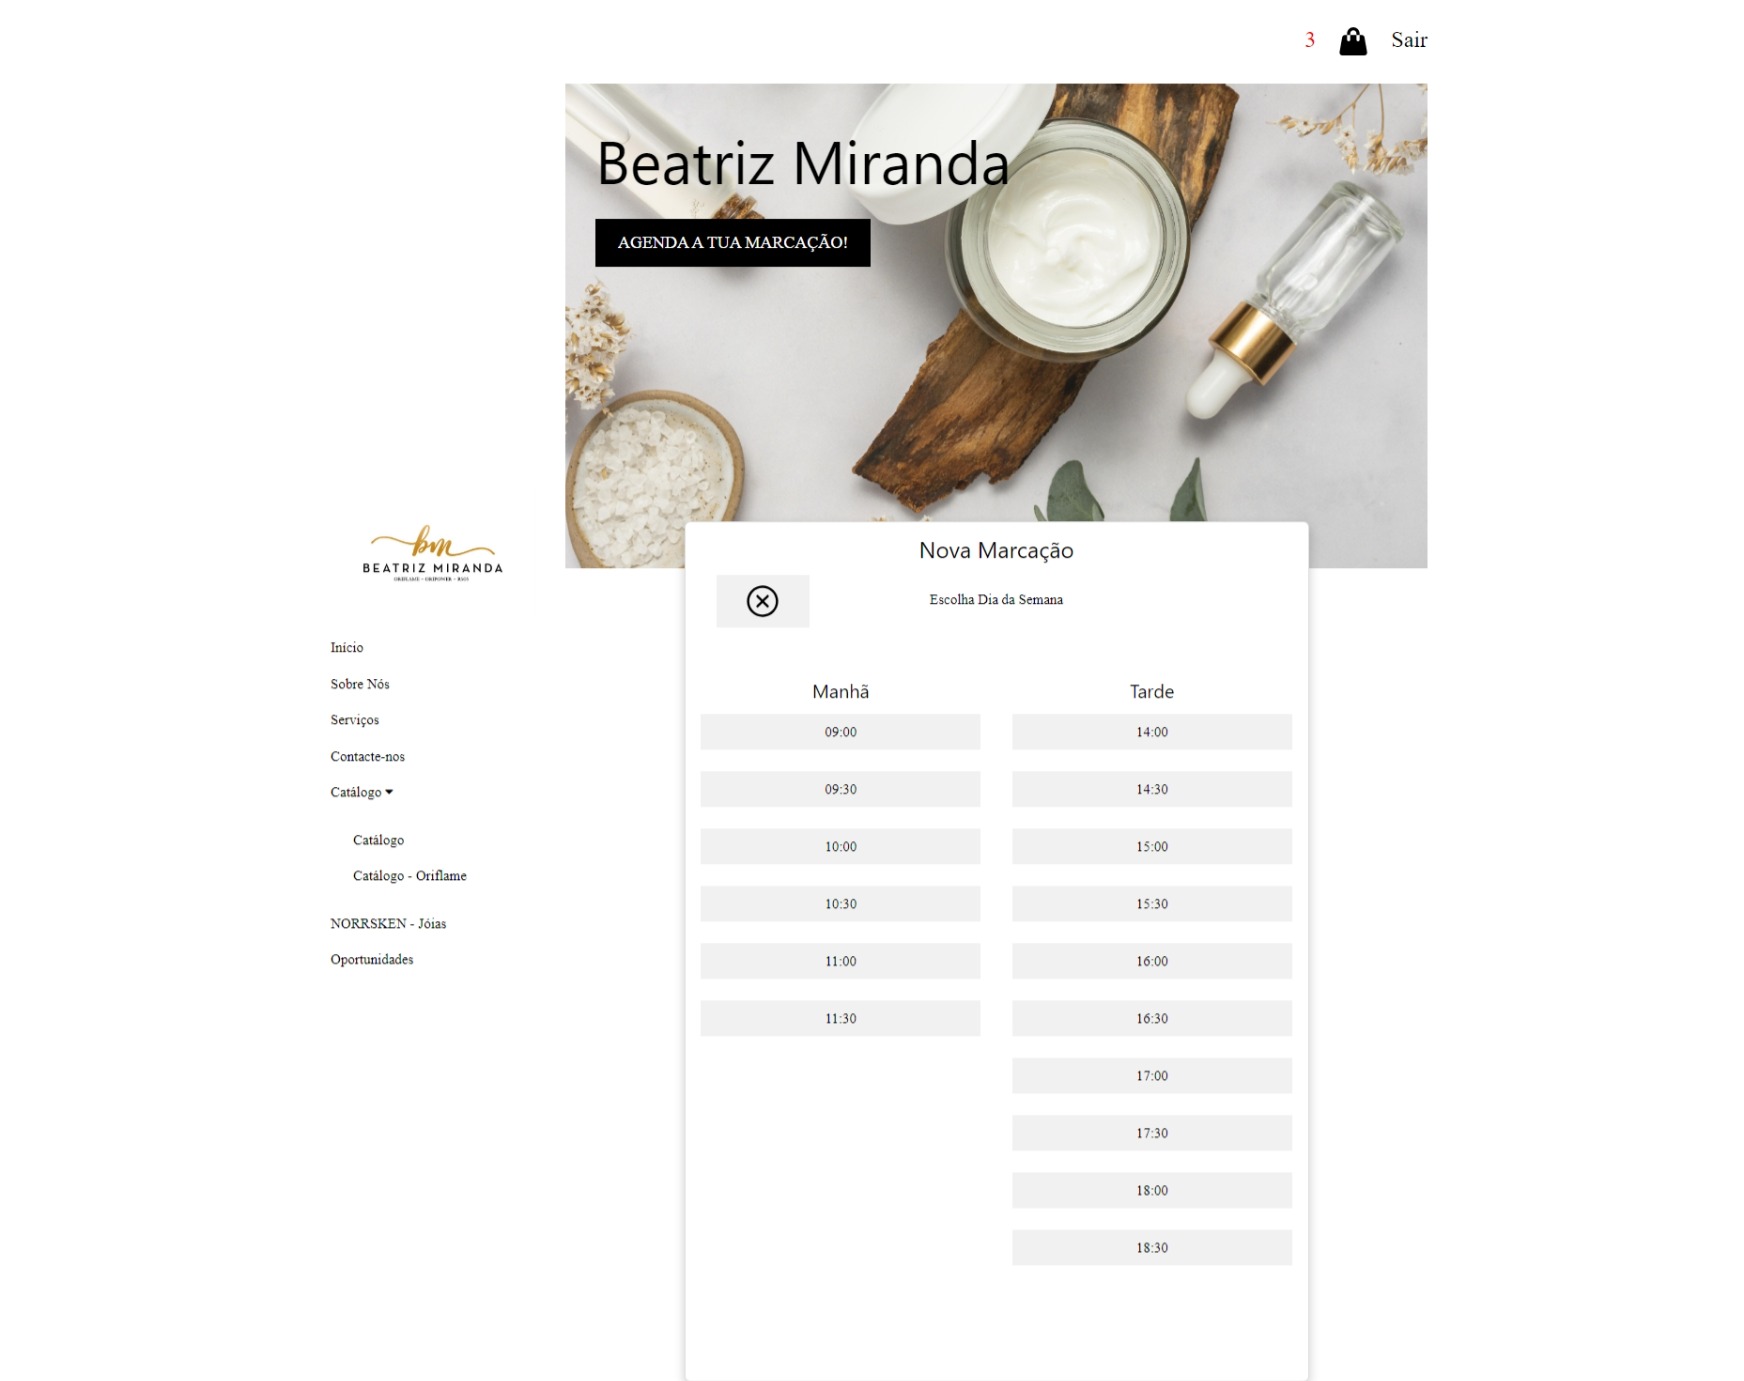 3 Sair
Beatriz Miranda
AGENDA A TUA MARCAÇÃO!
bm
BEATRIZ MIRANDA
Início
Sobre Nós
Serviços
Contacte-nos
Catálogo
Catálogo
Catálogo - Oriflame
NORRSKEN - Jóias
Oportunidades
Nova Marcação
Escolha Dia da Semana
Manhã
09:00
09:30
10:00
10:30
11:00
11:30
Tarde
14:00
14:30
15:00
15:30
16:00
16:30
17:00
17:30
18:00
18:30